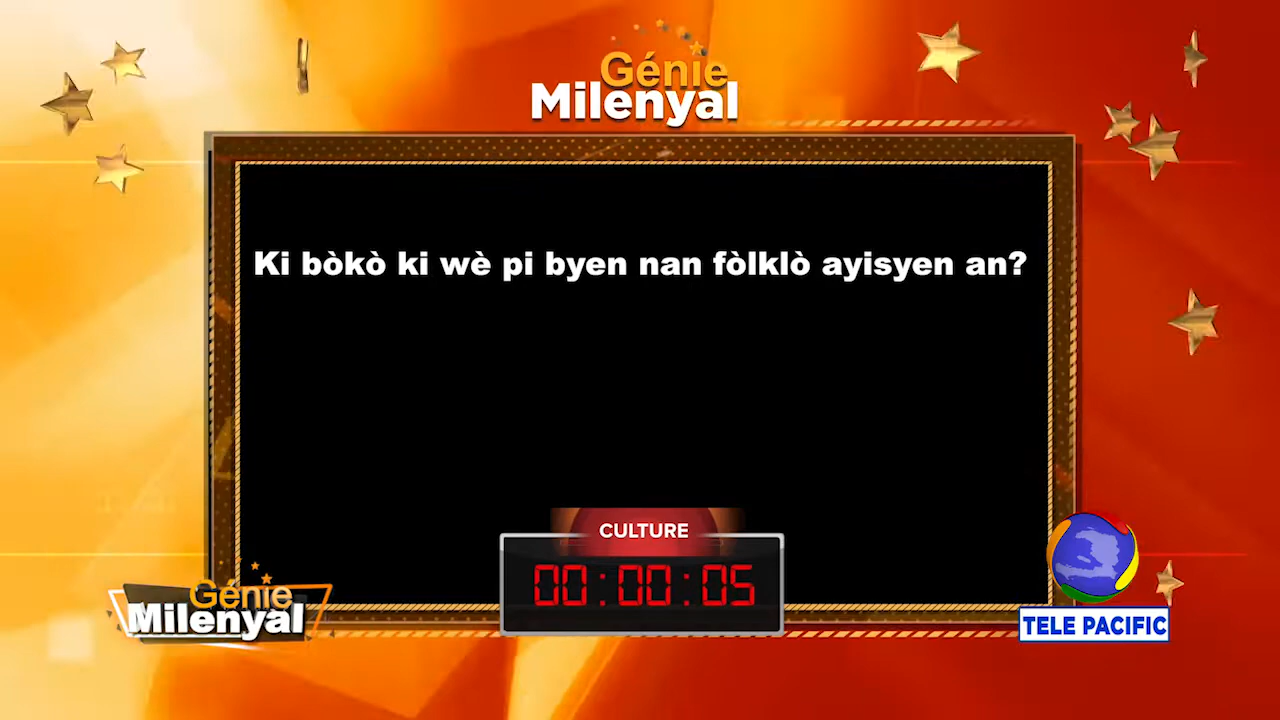 Génie
Milenyal
Ki bòkò ki wè pi byen nan fòlklò ayisyen an?
CULTURE
00:00:05
Génie
Milenyal
TELE PACIFIC